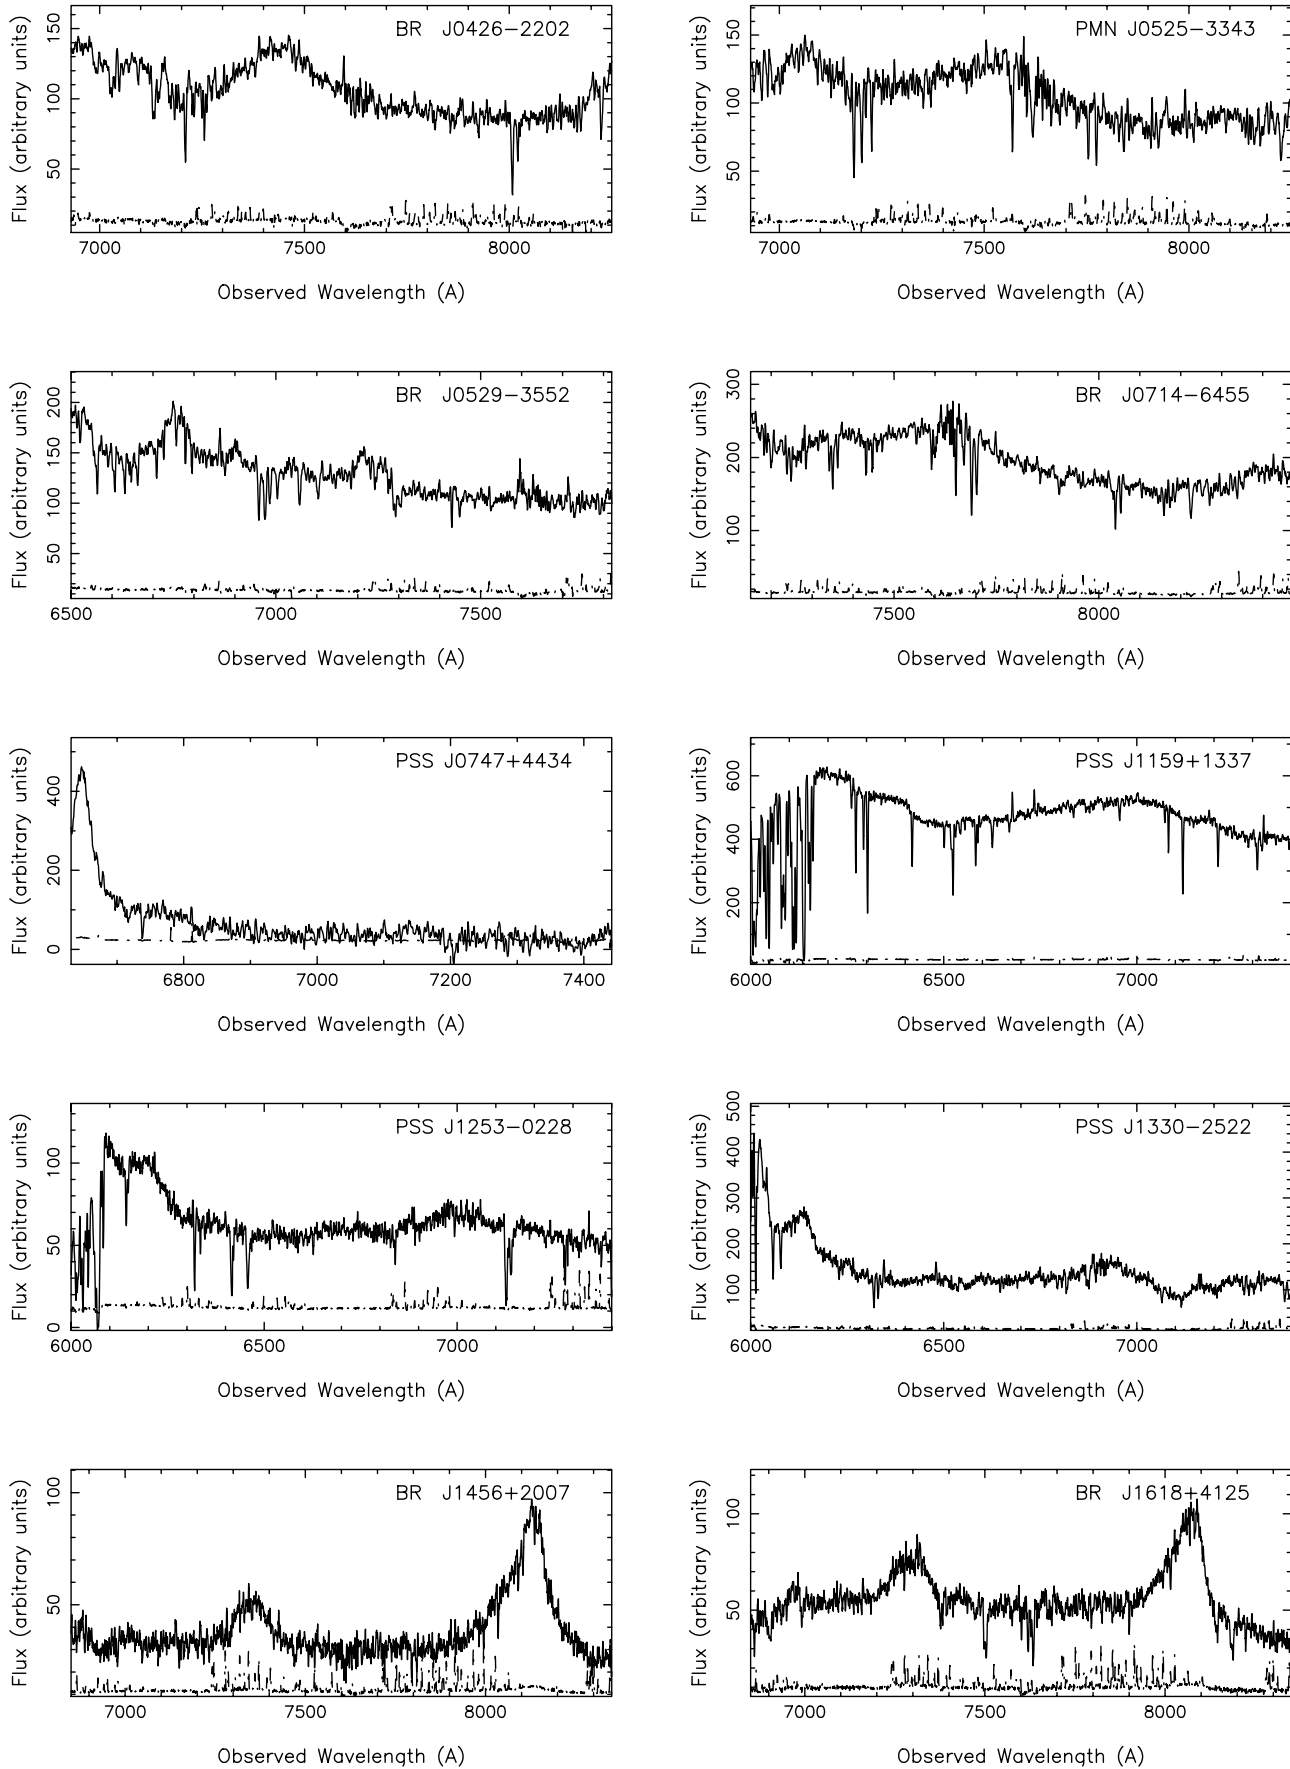 BR J0426−2202
Flux (arbitrary units)
50 100 150
7000 7500 8000
Observed Wavelength (A)
PMN J0525−3343
Flux (arbitrary units)
50 100 150
7000 7500 8000
Observed Wavelength (A)
BR J0529−3552
Flux (arbitrary units)
50 100 150 200
6500 7000 7500
Observed Wavelength (A)
BR J0714−6455
Flux (arbitrary units)
100 200 300
7500 8000
Observed Wavelength (A)
PSS J0747+4434
Flux (arbitrary units)
0 200 400
6800 7000 7200 7400
Observed Wavelength (A)
PSS J1159+1337
Flux (arbitrary units)
200 400 600
6000 6500 7000
Observed Wavelength (A)
PSS J1253−0228
Flux (arbitrary units)
0 50 100
6000 6500 7000
Observed Wavelength (A)
PSS J1330−2522
Flux (arbitrary units)
100 200 300 400 500
6000 6500 7000
Observed Wavelength (A)
BR J1456+2007
Flux (arbitrary units)
50 100
7000 7500 8000
Observed Wavelength (A)
BR J1618+4125
Flux (arbitrary units)
50 100
7000 7500 8000
Observed Wavelength (A)